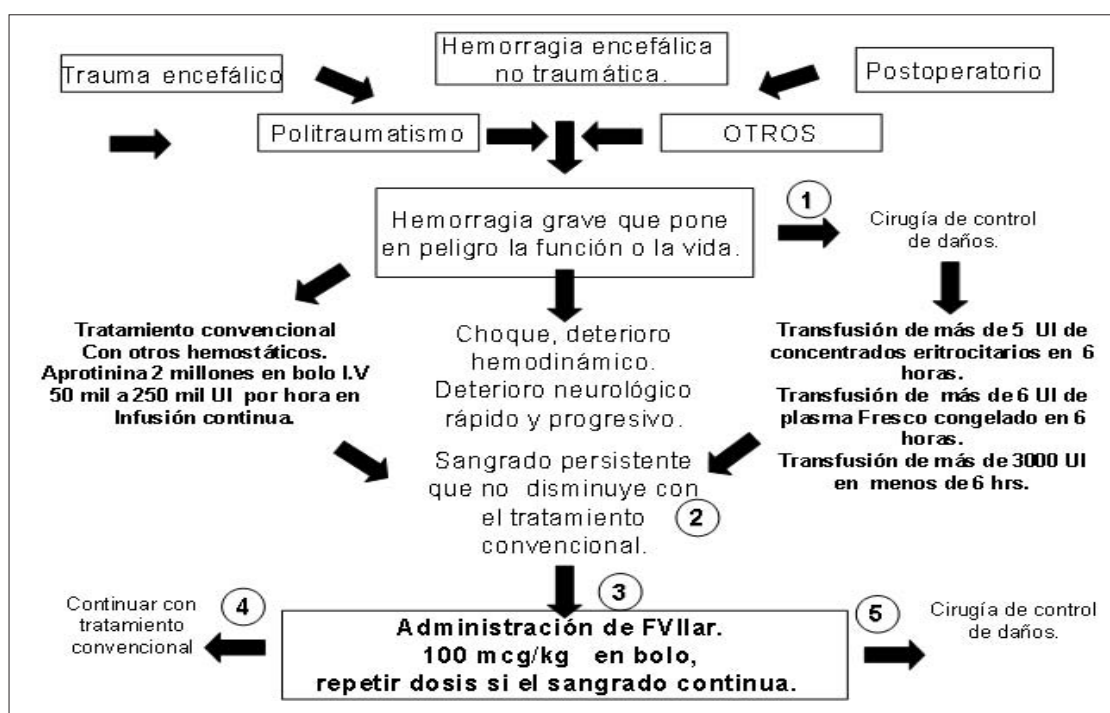 Trauma encefálico
Hemorragia encefálica
no traumática.
Postoperatorio
Politraumatismo
OTROS
Hemorragia grave que pone
en peligro la función o la vida.
1
Cirugía de control
de daños.
Tratamiento convencional
Con otros hemostáticos.
Aprotinina 2 millones en bolo I.V
50 mil a 250 mil UI por hora en
Infusión continua.
Choque, deterioro
hemodinámico.
Deterioro neurológico
rápido y progresivo.
Transfusión de más de 5 UI de
concentrados eritrocitarios en 6
horas.
Transfusión de más de 6 UI de
plasma Fresco congelado en 6
horas.
Transfusión de más de 3000 UI
en menos de 6 hrs.
Sangrado persistente
que no disminuye con
el tratamiento
convencional.
2
3
Continuar con
tratamiento
convencional
4
Administración de FVIIar.
100 mcg/kg en bolo,
repetir dosis si el sangrado continua.
5
Cirugía de control
de daños.